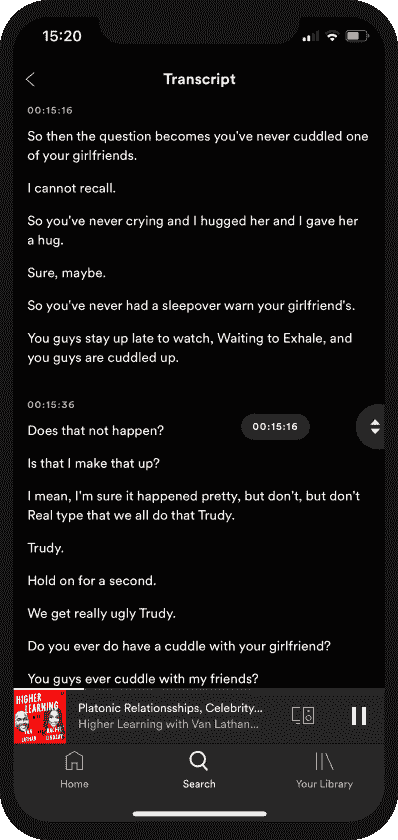 15:20
Transcript
00:15:16
So then the question becomes you've never cuddled one
of your girlfriends.
I cannot recall.
So you've never crying and I hugged her and I gave her
a hug.
Sure, maybe.
So you've never had a sleepover warn your girlfriend's.
You guys stay up late to watch, Waiting to Exhale, and
you guys are cuddled up.
00:15:36
Does that not happen?
00:15:16
Is that I make that up?
I mean, I'm sure it happened pretty, but don't, but don't
Real type that we all do that Trudy.
Trudy.
Hold on for a second.
We get really ugly Trudy.
Do you ever do have a cuddle with your girlfriend?
You guys ever cuddle with my friends?
HIGHER
LEARNING
VAN
LATHAN
RACHEL
LINDSAY
Platonic Relationsships, Celebrity...
Higher Learning with Van Lathan...
Home
Search
Your Library